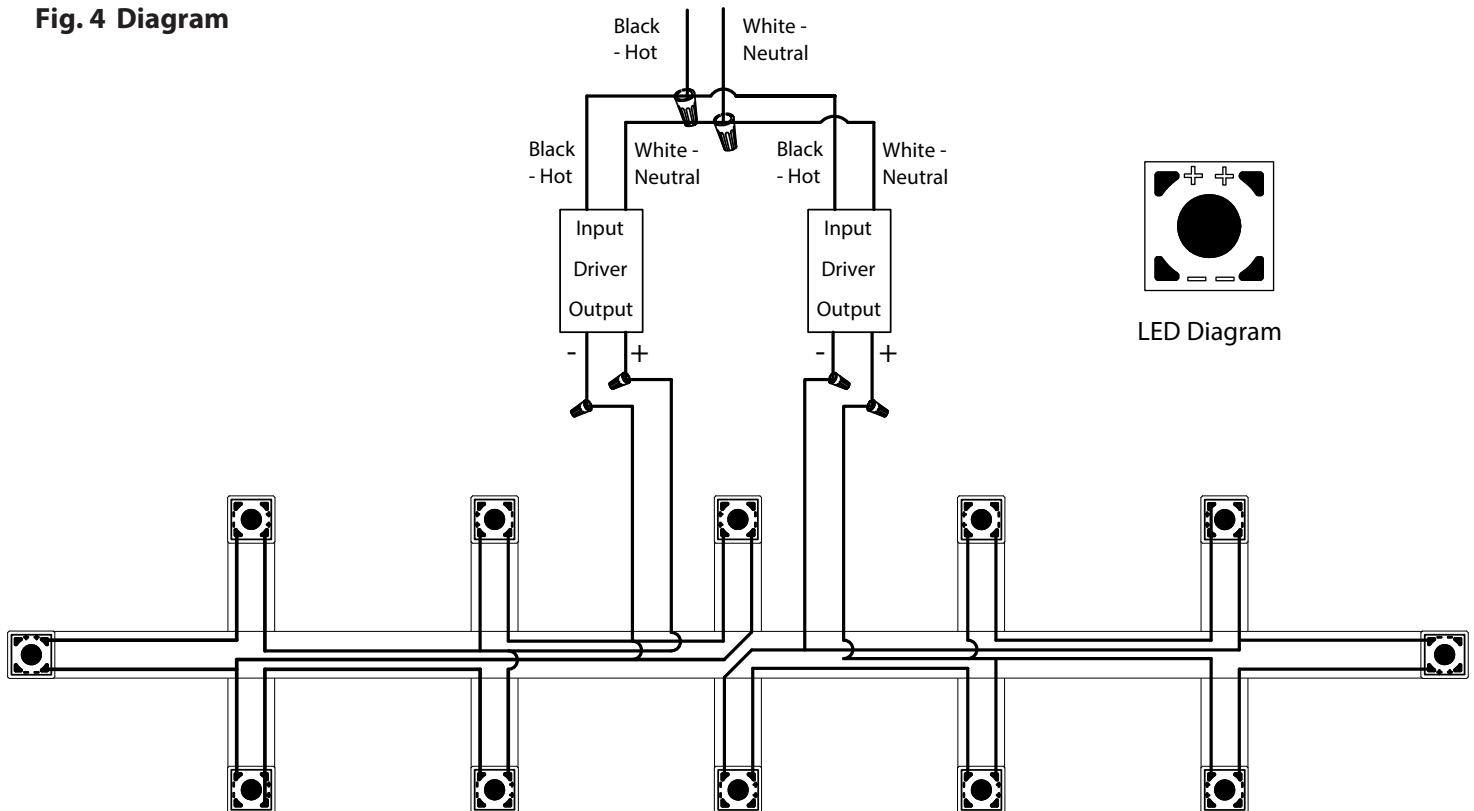 Fig. 4 Diagram
Black
- Hot
White -
Neutral
Black
- Hot
White -
Neutral
Black
- Hot
White -
Neutral
Input
Driver
Output
- +
Input
Driver
Output
- +
+ +
- -
LED Diagram